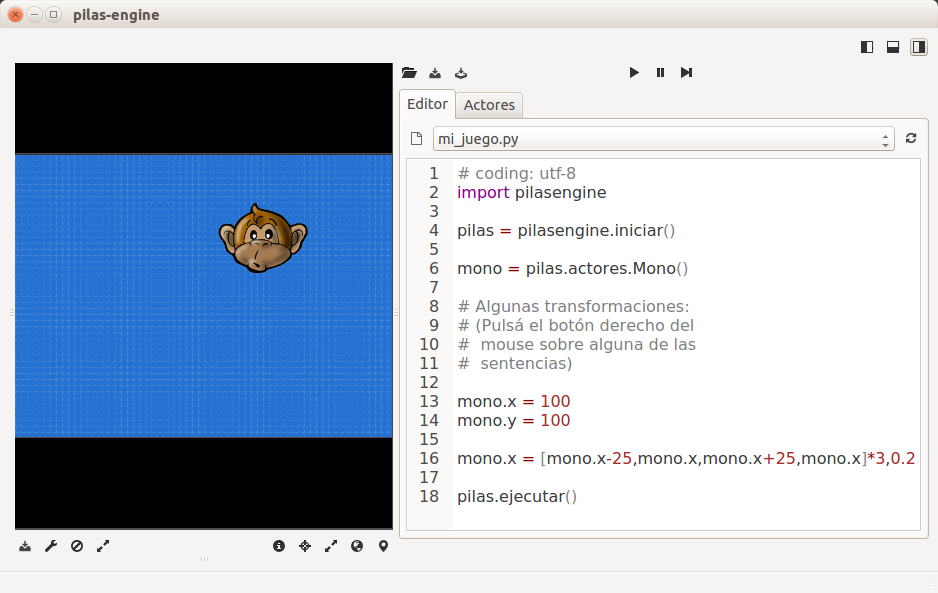 pilas-engine
Editor
Actores
mi_juego.py
1 # coding: utf-8
2 import pilasengine
3
4 pilas = pilasengine.iniciar()
5
6 mono = pilas.actores.Mono()
7
8 # Algunas transformaciones:
9 # (Pulsá el botón derecho del
10 #  mouse sobre alguna de las
11 #  sentencias)
12
13 mono.x = 100
14 mono.y = 100
15
16 mono.x = [mono.x-25,mono.x,mono.x+25,mono.x]*3,0.2
17
18 pilas.ejecutar()